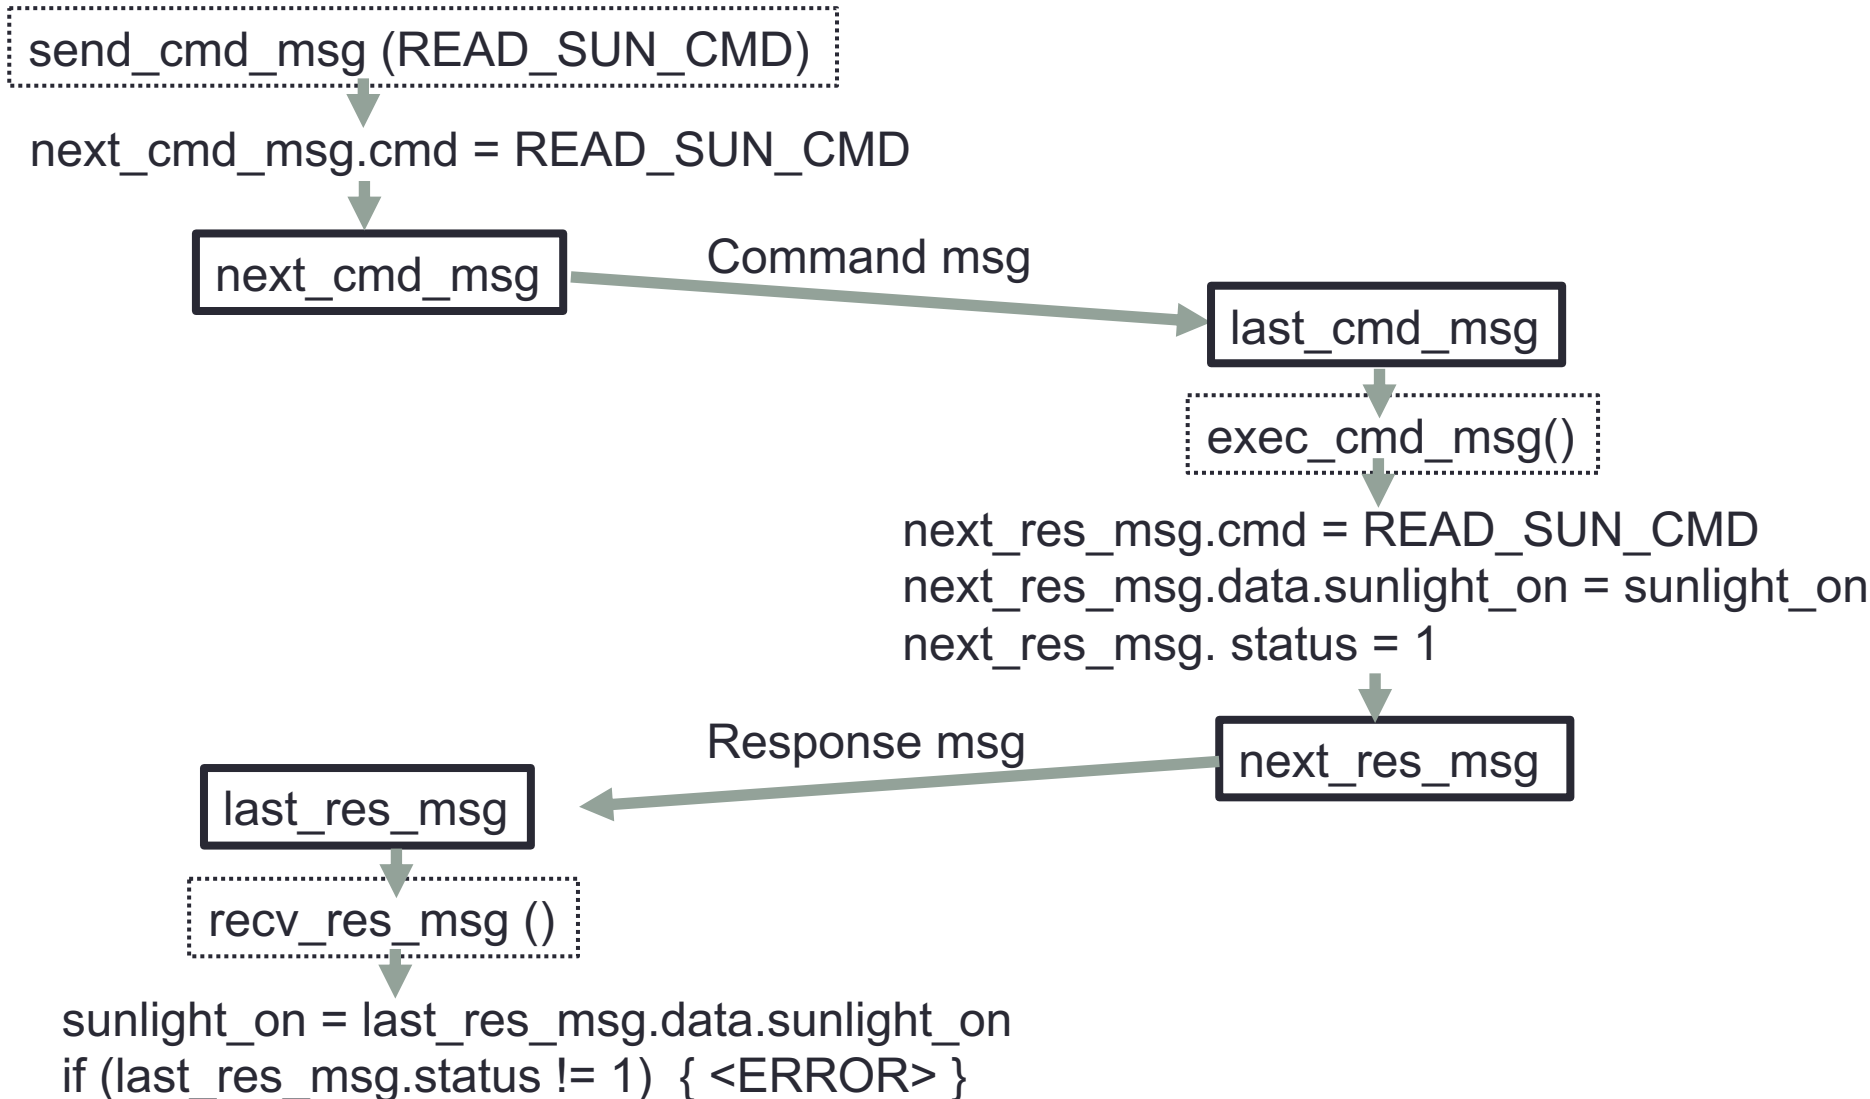 send_cmd_msg (READ_SUN_CMD)
next_cmd_msg.cmd = READ_SUN_CMD
next_cmd_msg
Command msg
last_cmd_msg
exec_cmd_msg()
next_res_msg.cmd = READ_SUN_CMD
next_res_msg.data.sunlight_on = sunlight_on
next_res_msg. status = 1
Response msg
next_res_msg
last_res_msg
recv_res_msg ()
sunlight_on = last_res_msg.data.sunlight_on
if (last_res_msg.status != 1)  { <ERROR> }